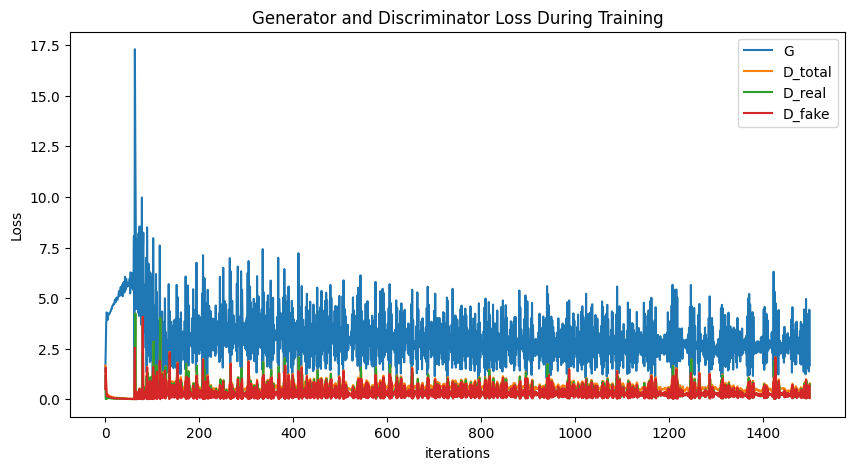 Generator and Discriminator Loss During Training
17.5
15.0
12.5
10.0
7.5
5.0
2.5
0.0
Loss
G
D_total
D_real
D_fake
0 200 400 600 800 1000 1200 1400
iterations